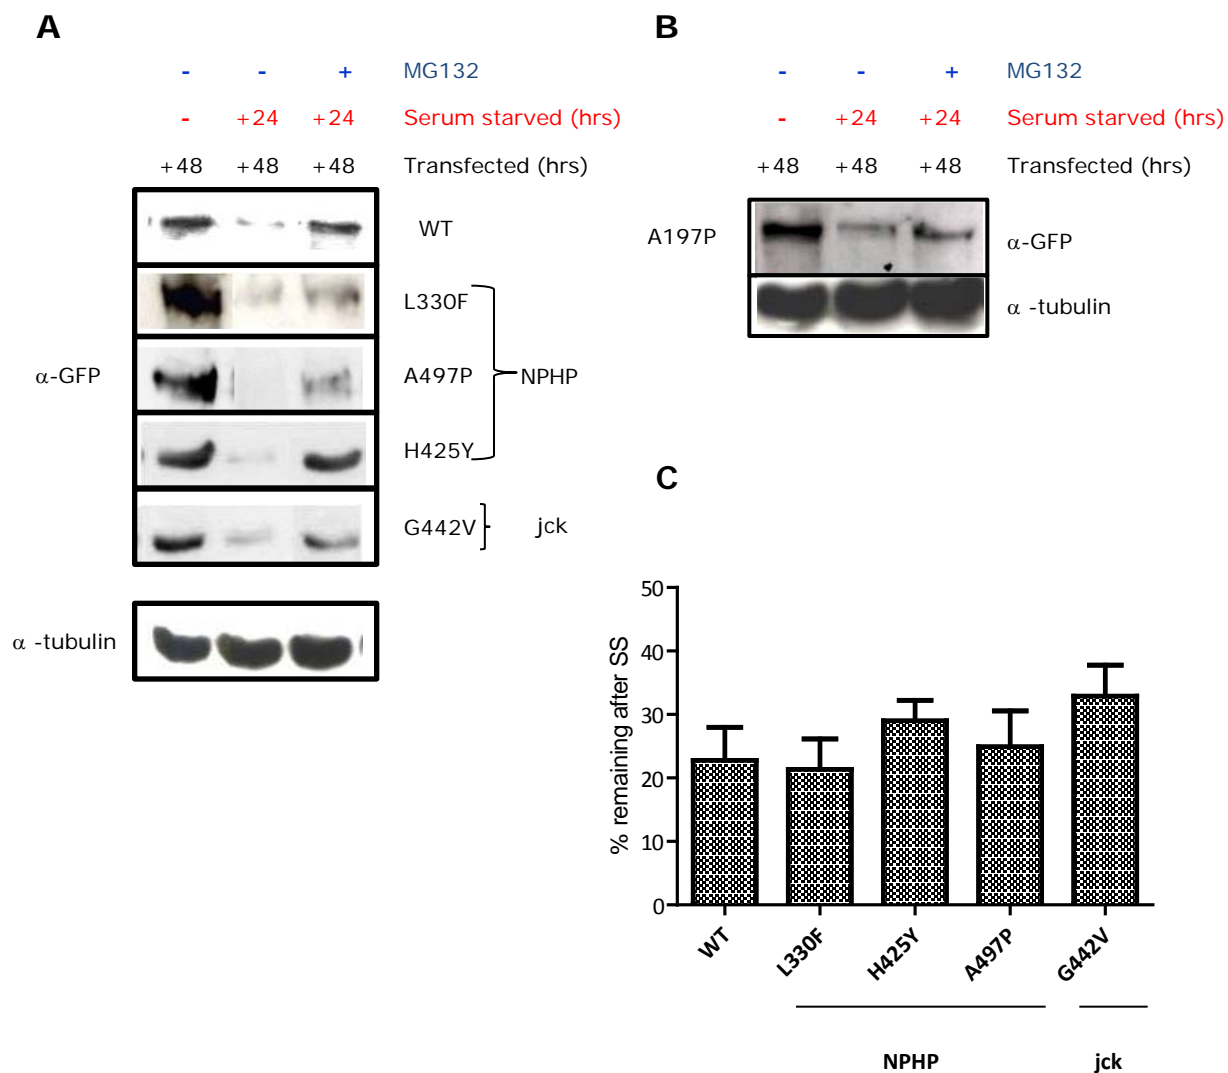 A
- - + MG132
- +24 +24 Serum starved (hrs)
+48 +48 +48 Transfected (hrs)
WT
L330F
α-GFP A497P NPHP
H425Y
G442V jck
α -tubulin
B
- - + MG132
- +24 +24 Serum starved (hrs)
+48 +48 +48 Transfected (hrs)
A197P α-GFP
α -tubulin
C
% remaining after SS
50
40
30
20
10
0
WT L330F H425Y A497P G442V
NPHP jck